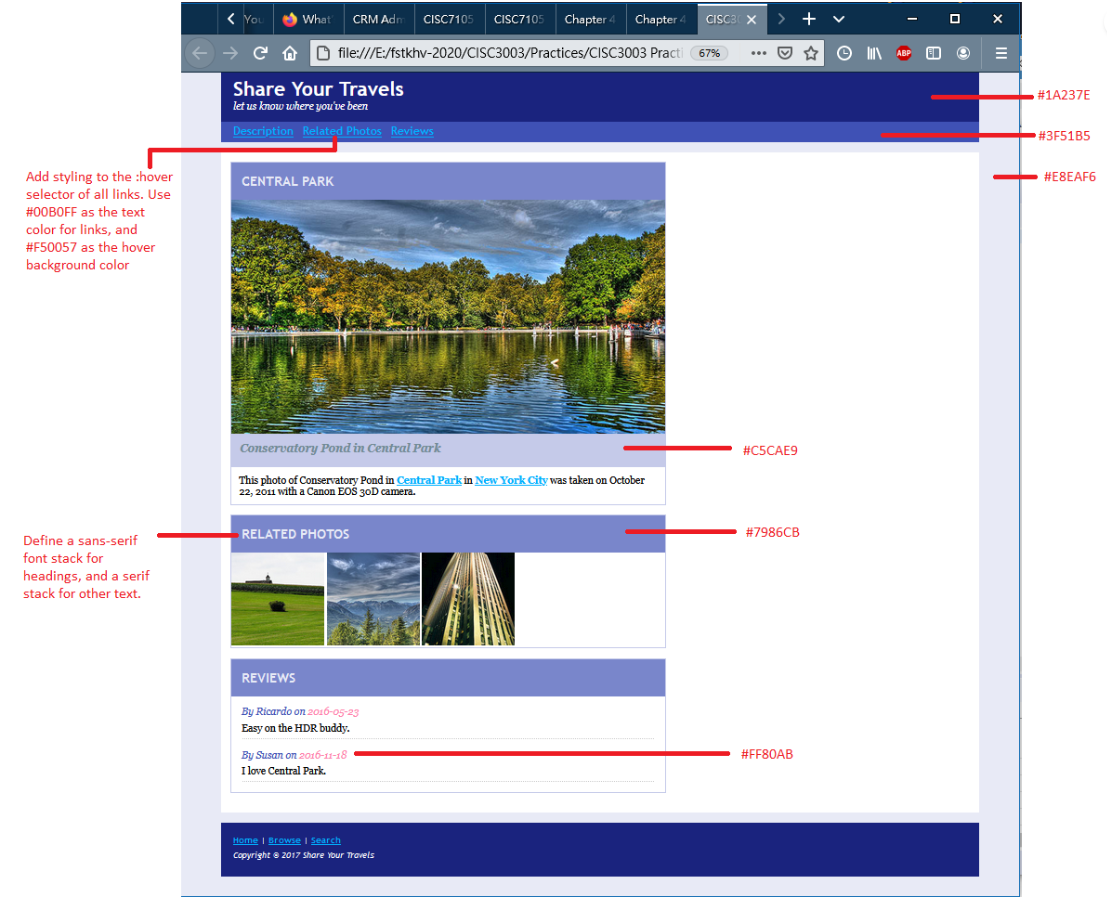 You
What'
CRM Adm
CISC7105
CISC7105
Chapter 4
Chapter 4
CISC30
file:///E:/fstkhv-2020/CISC3003/Practices/CISC3003 Practi
67%
ABP
Share Your Travels
let us know where you've been
#1A237E
Description Related Photos Reviews
#3F51B5
#E8EAF6
Add styling to the :hover
selector of all links. Use
#00B0FF as the text
color for links, and
#F50057 as the hover
background color
CENTRAL PARK
Conservatory Pond in Central Park
#C5CAE9
This photo of Conservatory Pond in Central Park in New York City was taken on October
22, 2011 with a Canon EOS 30D camera.
Define a sans-serif
font stack for
headings, and a serif
stack for other text.
RELATED PHOTOS
#7986CB
REVIEWS
By Ricardo on 2016-05-23
Easy on the HDR buddy.
By Susan on 2016-11-18
#FF80AB
I love Central Park.
Home | Browse | Search
Copyright © 2017 Share Your Travels